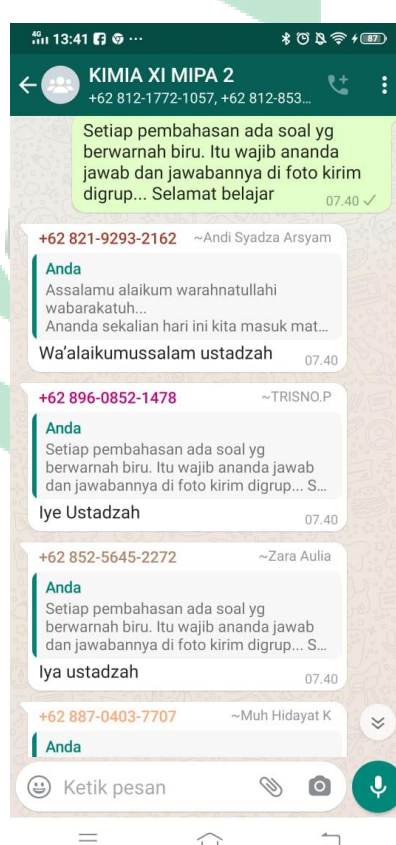 4G 13:41 ...
87
KIMIA XI MIPA 2
+62 812-1772-1057, +62 812-853...
Setiap pembahasan ada soal yg
berwarnah biru. Itu wajib ananda
jawab dan jawabannya di foto kirim
digrup... Selamat belajar
07.40
+62 821-9293-2162 ~Andi Syadza Arsyam
Anda
Assalamu alaikum warahnatullahi
wabarakatuh...
Ananda sekalian hari ini kita masuk mat...
Wa'alaikumussalam ustadzah
07.40
+62 896-0852-1478 ~TRISNO.P
Anda
Setiap pembahasan ada soal yg
berwarnah biru. Itu wajib ananda jawab
dan jawabannya di foto kirim digrup... S...
Iye Ustadzah
07.40
+62 852-5645-2272 ~Zara Aulia
Anda
Setiap pembahasan ada soal yg
berwarnah biru. Itu wajib ananda jawab
dan jawabannya di foto kirim digrup... S...
Iya ustadzah
07.40
+62 887-0403-7707 ~Muh Hidayat K
Anda
Ketik pesan